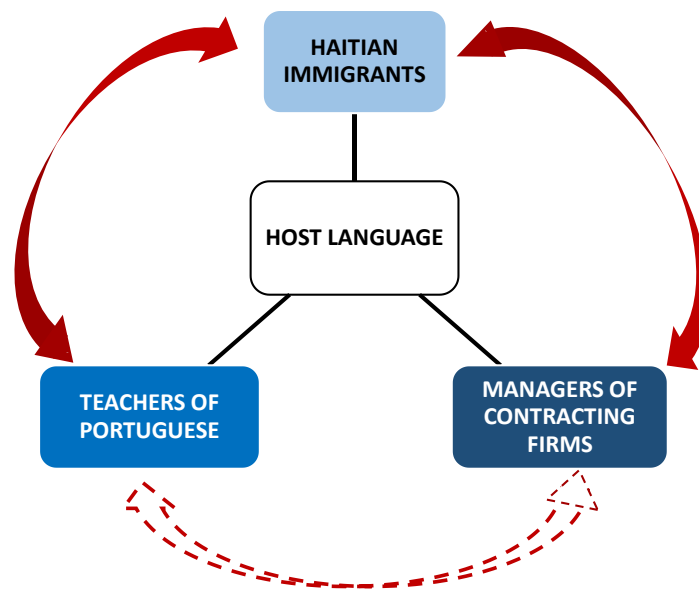 HAITIAN
IMMIGRANTS
HOST LANGUAGE
TEACHERS OF
PORTUGUESE
MANAGERS OF
CONTRACTING
FIRMS